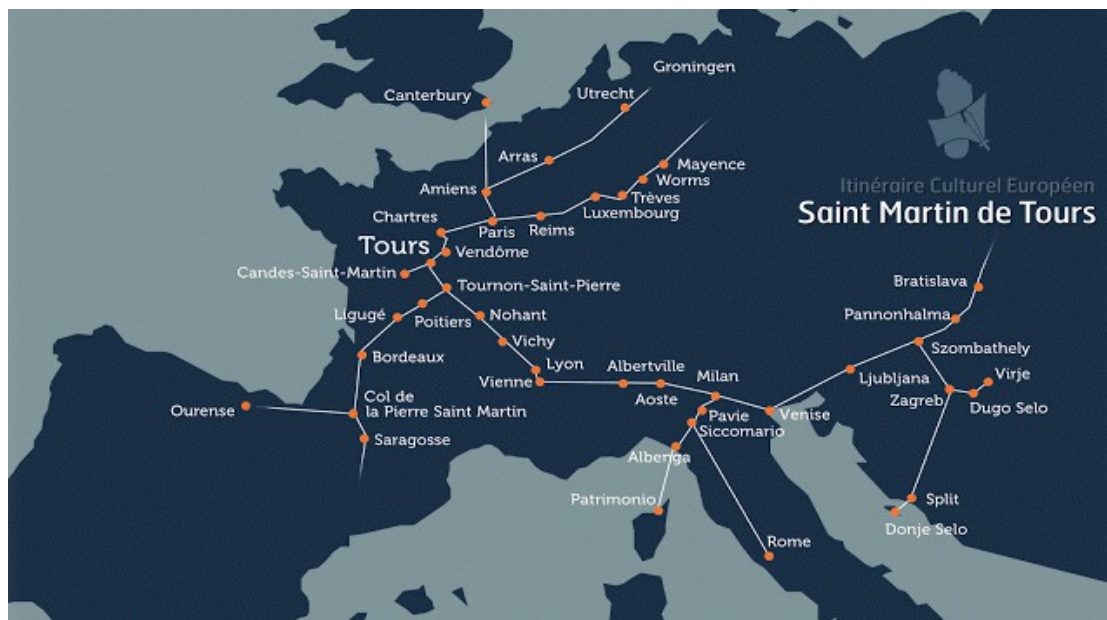 Groningen
Utrecht
Canterbury
Arras
Mayence
Worms
Amiens
Trèves
Luxembourg
Itinéraire Culturel Européen
Saint Martin de Tours
Chartres
Paris
Reims
Tours
Vendôme
Candes-Saint-Martin
Tournon-Saint-Pierre
Bratislava
Ligugé
Poitiers
Nohant
Pannonhalma
Vichy
Szombathely
Bordeaux
Lyon
Albertville
Milan
Ljubljana
Virje
Vienne
Aoste
Zagreb
Dugo Selo
Ourense
Col de
la Pierre Saint Martin
Pavie
Venise
Siccomario
Saragosse
Albenga
Patrimonio
Split
Donje Selo
Rome